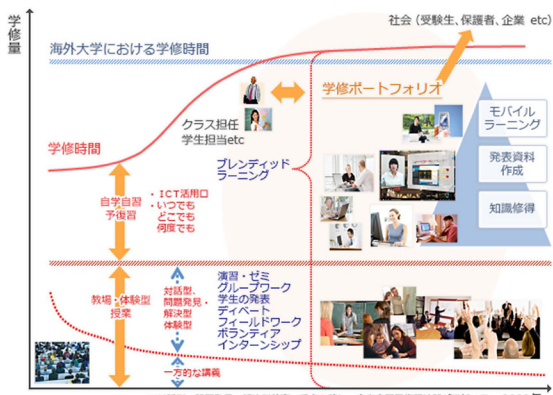 学修量
社会（受験生、保護者、企業 etc）
海外大学における学修時間
学修ポートフォリオ
クラス担任
学生担当etc
モバイル
ラーニング
学修時間
ブレンディッド
ラーニング
発表資料
作成
自学自習
予復習
・ICT活用口
・いつでも
どこでも
何度でも
知識修得
教場・体験型
授業
対話型、
問題発見・
解決型
体験型
演習・ゼミ
グループワーク
学生の発表
ディベート
フィールドワーク
ボランティア
インターンシップ
一方的な講義